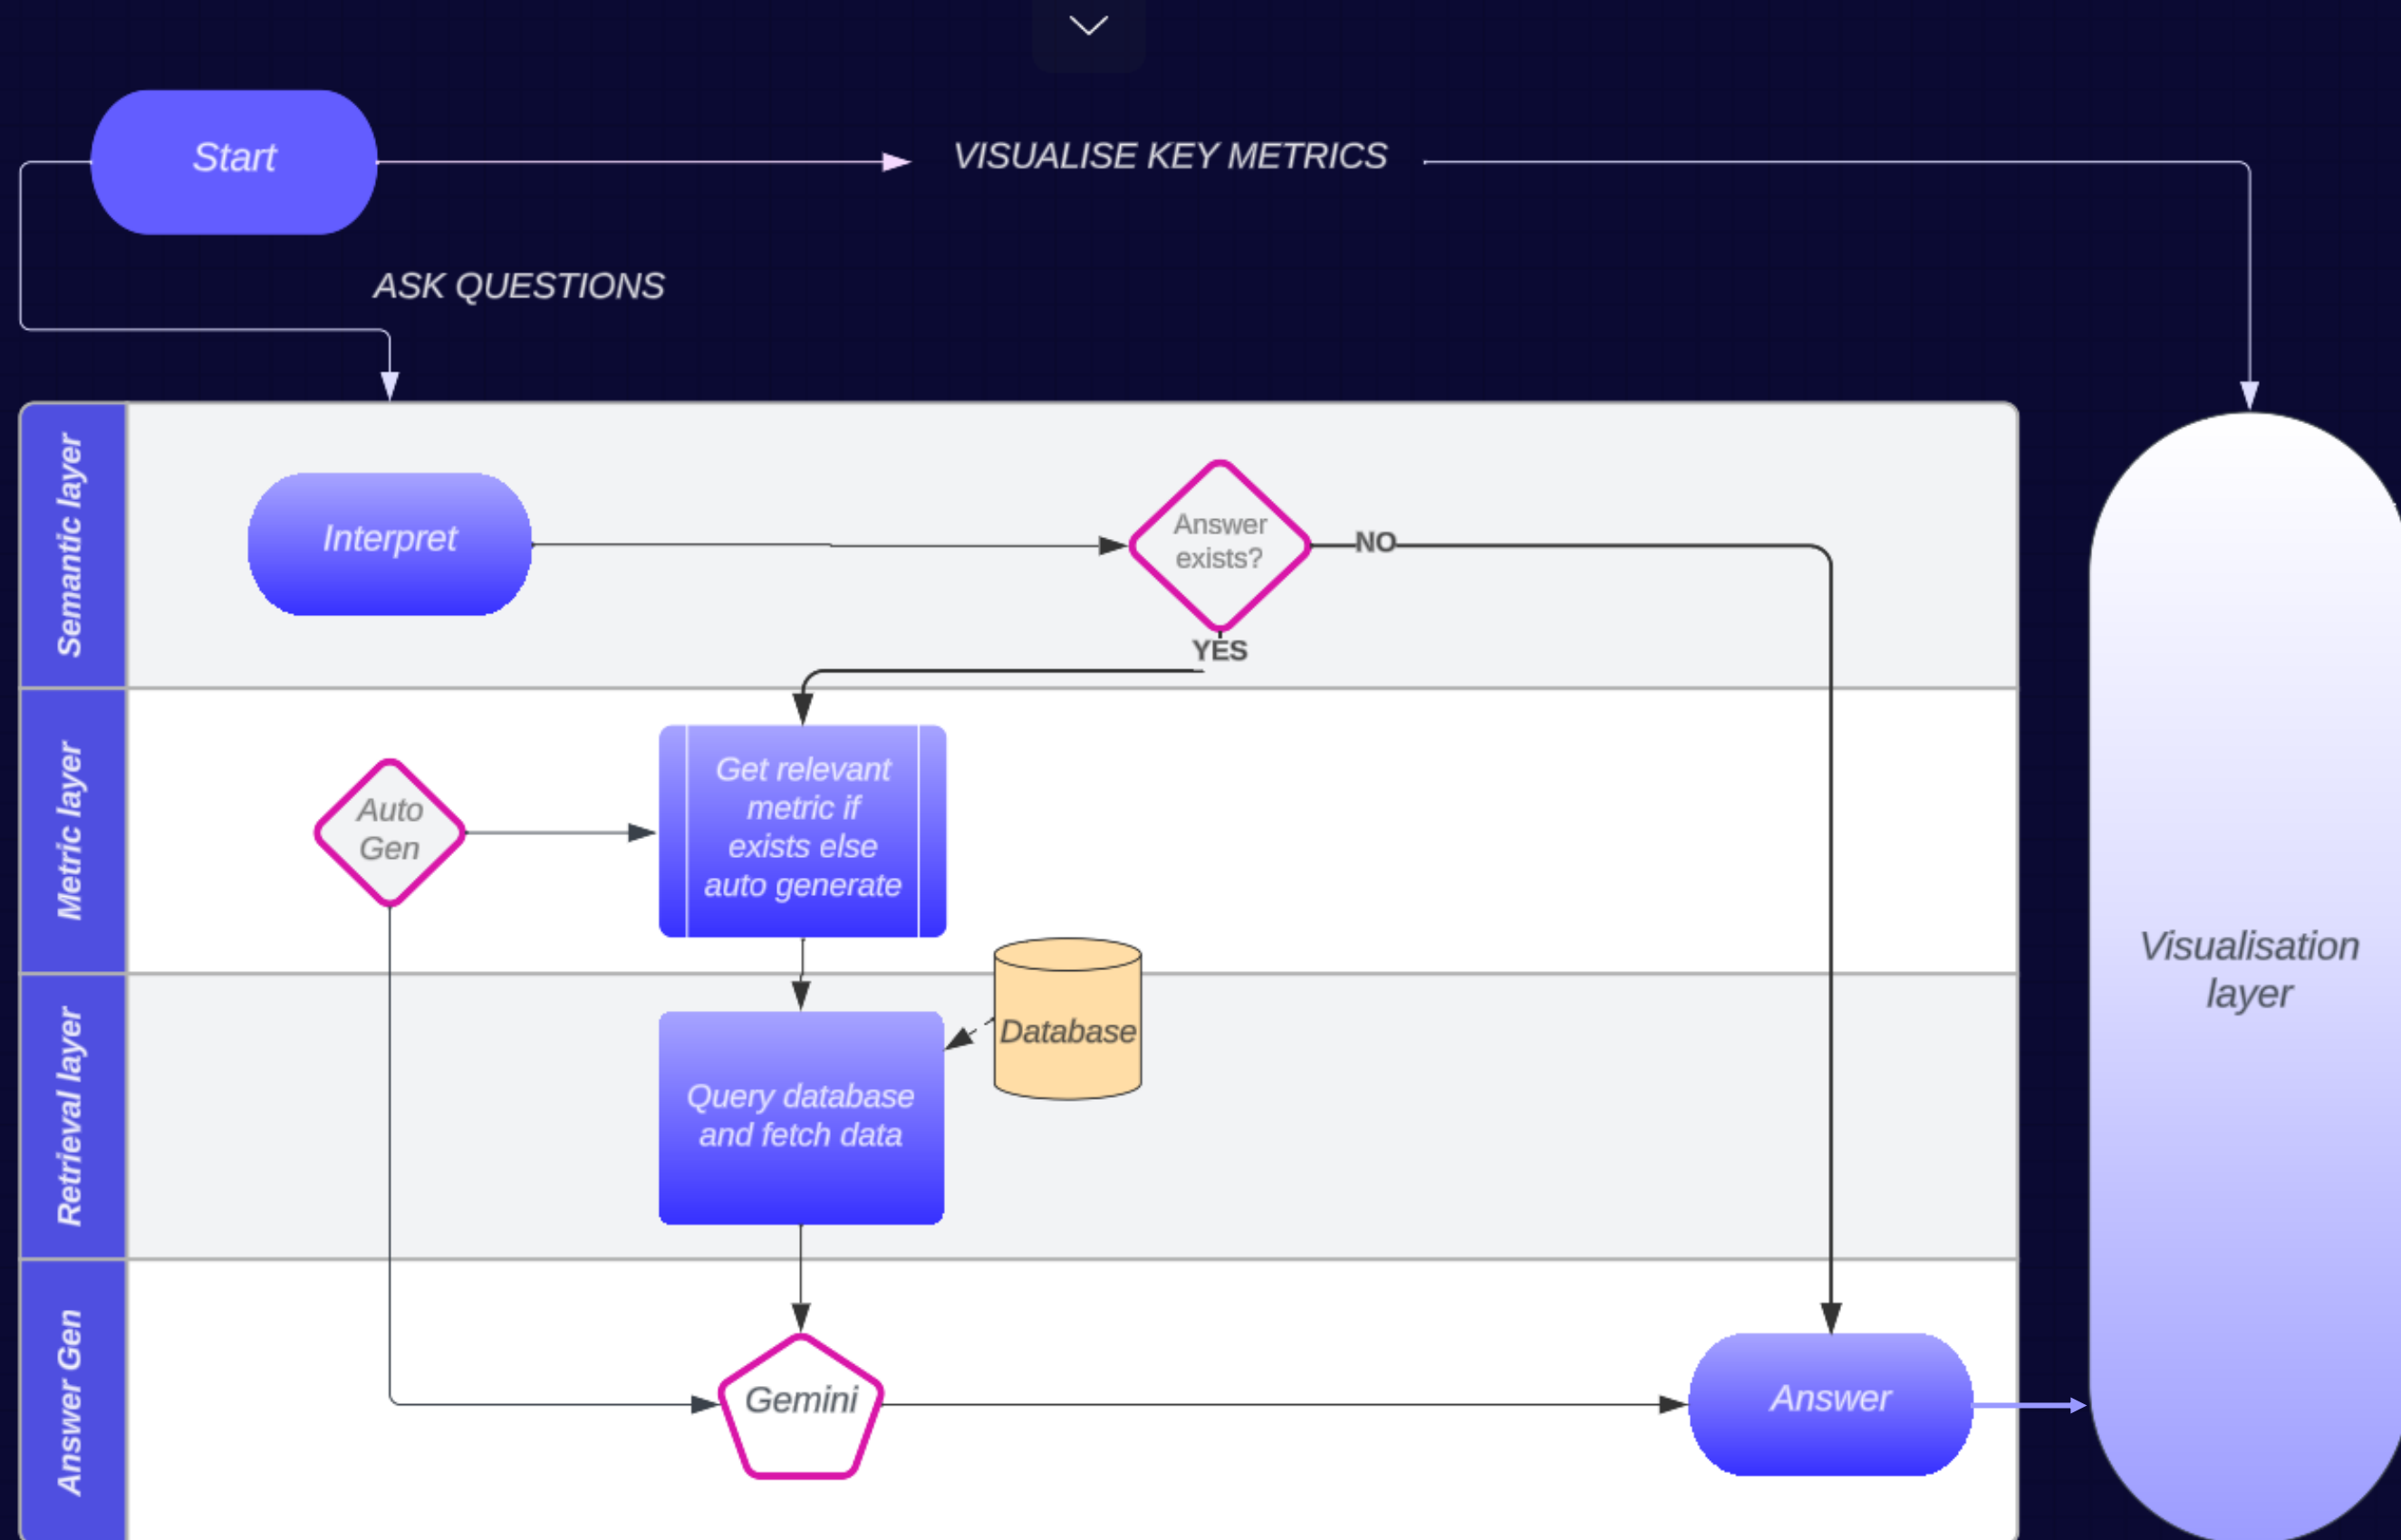 Start
VISUALISE KEY METRICS
ASK QUESTIONS
Semantic layer
Interpret
Answer
exists?
NO
YES
Metric layer
Auto
Gen
Get relevant
metric if
exists else
auto generate
Retrieval layer
Query database
and fetch data
Database
Visualisation
layer
Answer Gen
Gemini
Answer